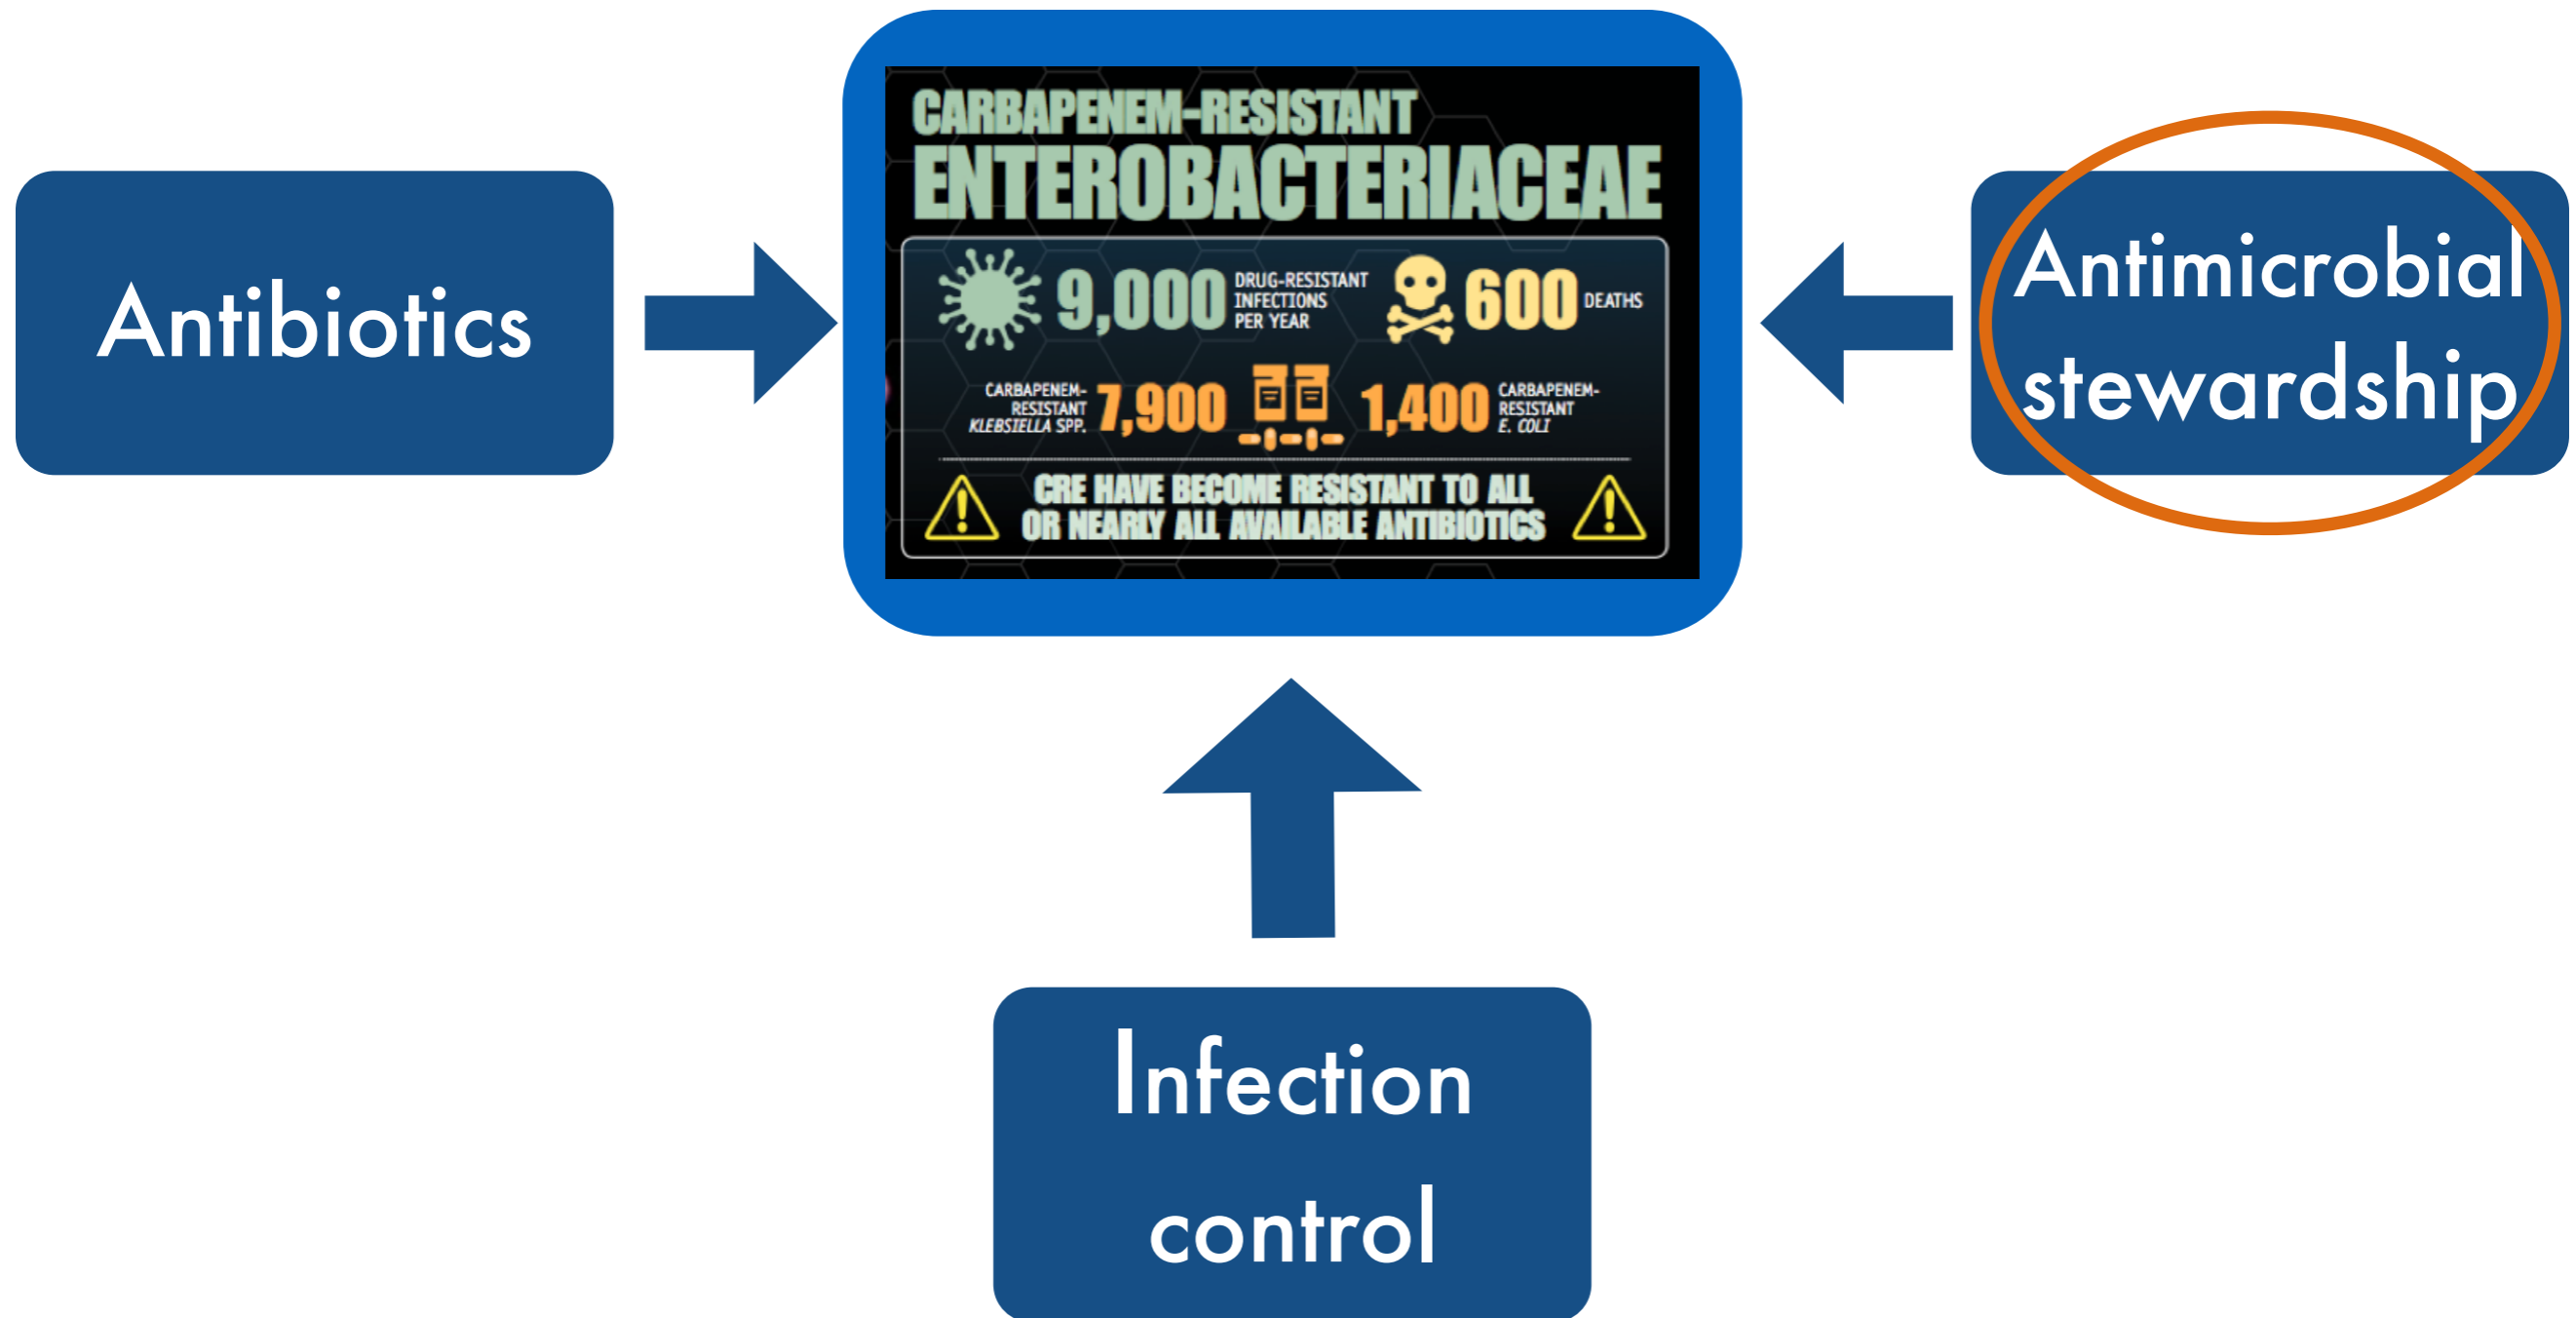 CARBAPENEM-RESISTANT
ENTEROBACTERIACEAE
9,000
DRUG-RESISTANT
INFECTIONS
PER YEAR
600
DEATHS
CARBAPENEM-
RESISTANT
KLEBSIELLA SPP.
7,900
1,400
CARBAPENEM-
RESISTANT
E. COLI
CRE HAVE BECOME RESISTANT TO ALL
OR NEARLY ALL AVAILABLE ANTIBIOTICS
Antibiotics
Antimicrobial
stewardship
Infection
control